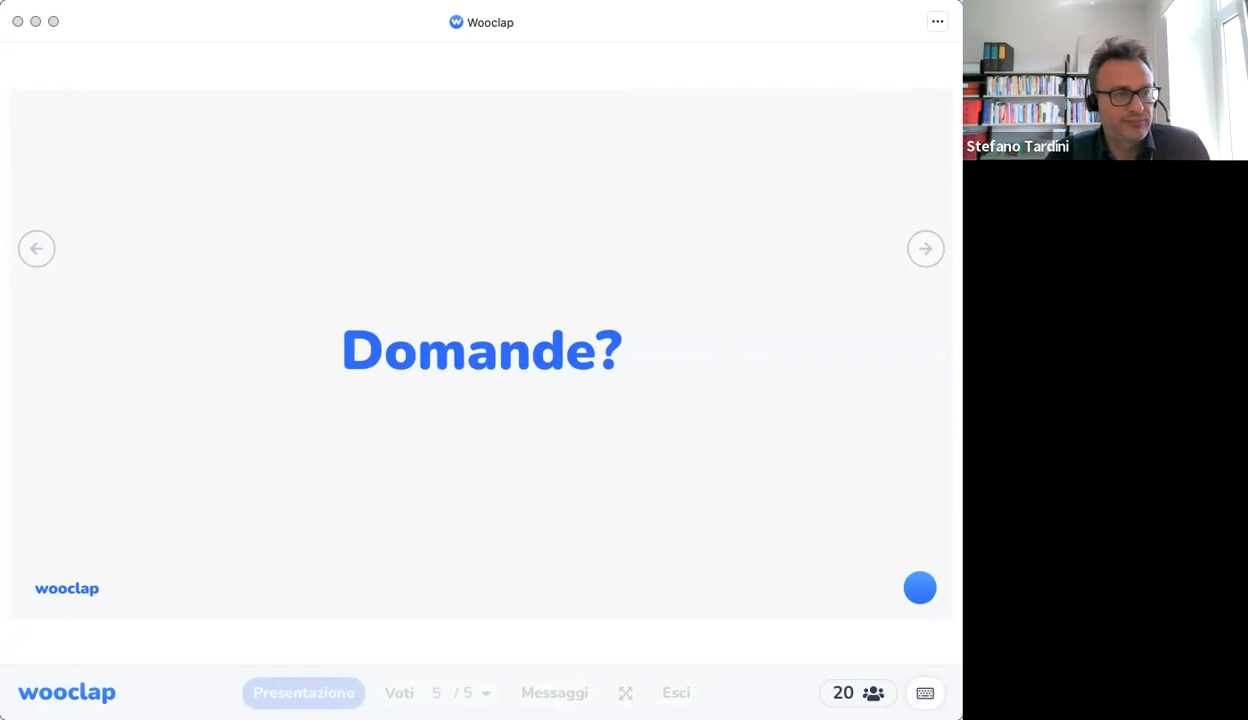 Wooclap
Stefano Tardini
Domande?
wooclap
wooclap
Presentazione
Voti 5 / 5
Messaggi
Esci
20